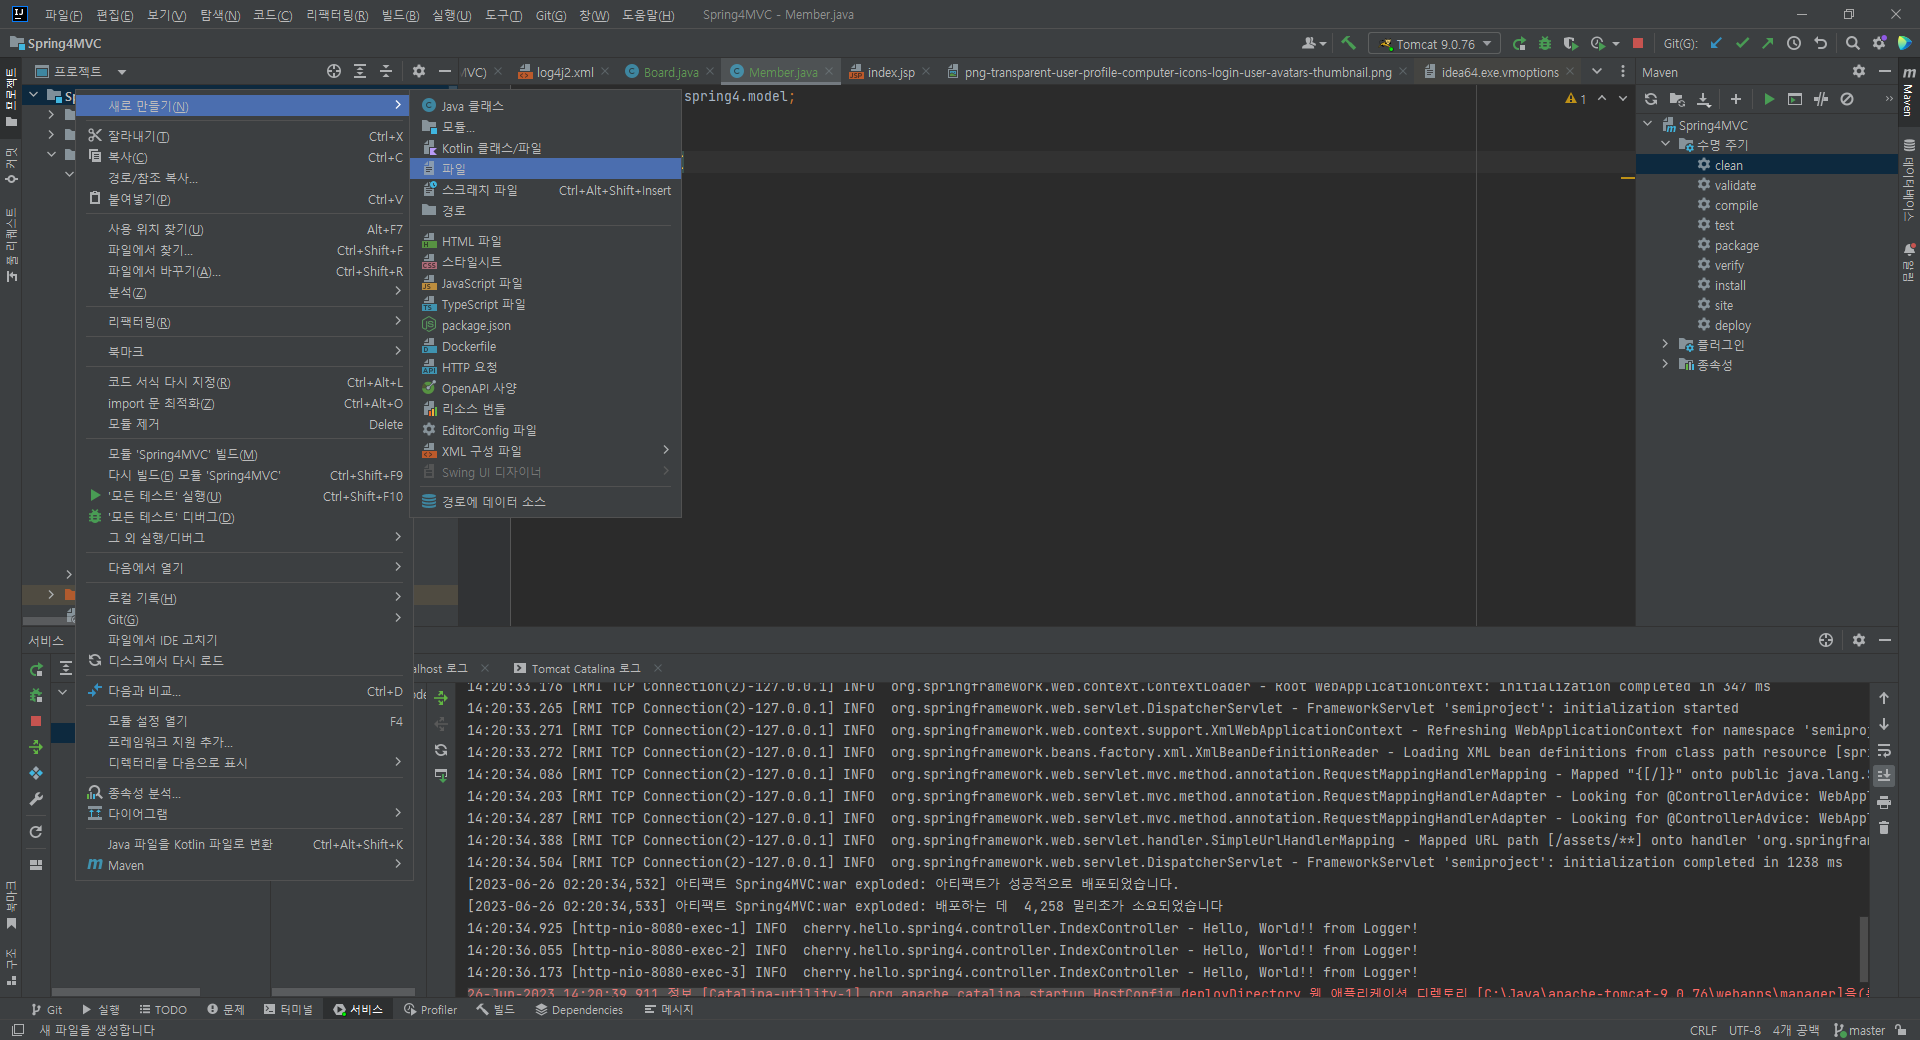 파일(F) 편집(E) 보기(V) 탐색(N) 코드(C) 리팩터링(R) 빌드(B) 실행(U) 도구(T) Git(G) 창(W) 도움말(H) Spring4MVC - Member.java
Spring4MVC
Tomcat 9.0.76
Git(G):
프로젝트
프로젝트
/VC) log4j2.xml Board.java Member.java index.jsp png-transparent-user-profile-computer-icons-login-user-avatars-thumbnail.png idea64.exe.vmoptions
Maven
Maven
커밋
풀 리퀘스트
spring4.model;
1
새로 만들기(N)
잘라내기(T) Ctrl+X
복사(C) Ctrl+C
경로/참조 복사...
붙여넣기(P) Ctrl+V
사용 위치 찾기(U) Alt+F7
파일에서 찾기... Ctrl+Shift+F
파일에서 바꾸기(A)... Ctrl+Shift+R
분석(Z)
리팩터링(R)
북마크
코드 서식 다시 지정(R) Ctrl+Alt+L
import 문 최적화(Z) Ctrl+Alt+O
모듈 제거 Delete
모듈 'Spring4MVC' 빌드(M)
다시 빌드(E) 모듈 'Spring4MVC' Ctrl+Shift+F9
'모든 테스트' 실행(U) Ctrl+Shift+F10
'모든 테스트' 디버그(D)
그 외 실행/디버그
다음에서 열기
로컬 기록(H)
Git(G)
파일에서 IDE 고치기
디스크에서 다시 로드
다음과 비교... Ctrl+D
모듈 설정 열기 F4
프레임워크 지원 추가...
디렉터리를 다음으로 표시
종속성 분석...
다이어그램
Java 파일을 Kotlin 파일로 변환 Ctrl+Alt+Shift+K
Maven
Java 클래스
모듈...
Kotlin 클래스/파일
파일
스크래치 파일 Ctrl+Alt+Shift+Insert
경로
HTML 파일
스타일시트
JavaScript 파일
TypeScript 파일
package.json
Dockerfile
HTTP 요청
OpenAPI 사양
리소스 번들
EditorConfig 파일
XML 구성 파일
Swing UI 디자이너
경로에 데이터 소스
Spring4MVC
수명 주기
clean
validate
compile
test
package
verify
install
site
deploy
플러그인
종속성
데이터베이스
알림
서비스
alhost 로그 Tomcat Catalina 로그
14:20:33.176 [RMI TCP Connection(2)-127.0.0.1] INFO org.springframework.web.context.ContextLoader - Root WebApplicationContext: initialization completed in 347 ms
14:20:33.265 [RMI TCP Connection(2)-127.0.0.1] INFO org.springframework.web.servlet.DispatcherServlet - FrameworkServlet 'semiproject': initialization started
14:20:33.271 [RMI TCP Connection(2)-127.0.0.1] INFO org.springframework.web.context.support.XmlWebApplicationContext - Refreshing WebApplicationContext for namespace 'semiproj
14:20:33.272 [RMI TCP Connection(2)-127.0.0.1] INFO org.springframework.beans.factory.xml.XmlBeanDefinitionReader - Loading XML bean definitions from class path resource [spr
14:20:34.086 [RMI TCP Connection(2)-127.0.0.1] INFO org.springframework.web.servlet.mvc.method.annotation.RequestMappingHandlerMapping - Mapped "{[/]}" onto public java.lang.
14:20:34.203 [RMI TCP Connection(2)-127.0.0.1] INFO org.springframework.web.servlet.mvc.method.annotation.RequestMappingHandlerAdapter - Looking for @ControllerAdvice: WebApp
14:20:34.287 [RMI TCP Connection(2)-127.0.0.1] INFO org.springframework.web.servlet.mvc.method.annotation.RequestMappingHandlerAdapter - Looking for @ControllerAdvice: WebApp
14:20:34.388 [RMI TCP Connection(2)-127.0.0.1] INFO org.springframework.web.servlet.handler.SimpleUrlHandlerMapping - Mapped URL path [/assets/**] onto handler 'org.springfram
14:20:34.504 [RMI TCP Connection(2)-127.0.0.1] INFO org.springframework.web.servlet.DispatcherServlet - FrameworkServlet 'semiproject': initialization completed in 1238 ms
[2023-06-26 02:20:34,532] 아티팩트 Spring4MVC:war exploded: 아티팩트가 성공적으로 배포되었습니다.
[2023-06-26 02:20:34,533] 아티팩트 Spring4MVC:war exploded: 배포하는 데 4,258 밀리초가 소요되었습니다
14:20:34.925 [http-nio-8080-exec-1] INFO cherry.hello.spring4.controller.IndexController - Hello, World!! from Logger!
14:20:36.055 [http-nio-8080-exec-2] INFO cherry.hello.spring4.controller.IndexController - Hello, World!! from Logger!
14:20:36.173 [http-nio-8080-exec-3] INFO cherry.hello.spring4.controller.IndexController - Hello, World!! from Logger!
26-Jun-2023 14:20:39.911 정보 [Catalina-utility-1] org.apache.catalina.startup.HostConfig.deployDirectory 웹 애플리케이션 디렉토리 [C:\Java\apache-tomcat-9.0.76\webapps\manager]을(
북마크
구조
Git 실행 TODO 문제 터미널 서비스 Profiler 빌드 Dependencies 메시지
새 파일을 생성합니다
CRLF UTF-8 4개 공백 master